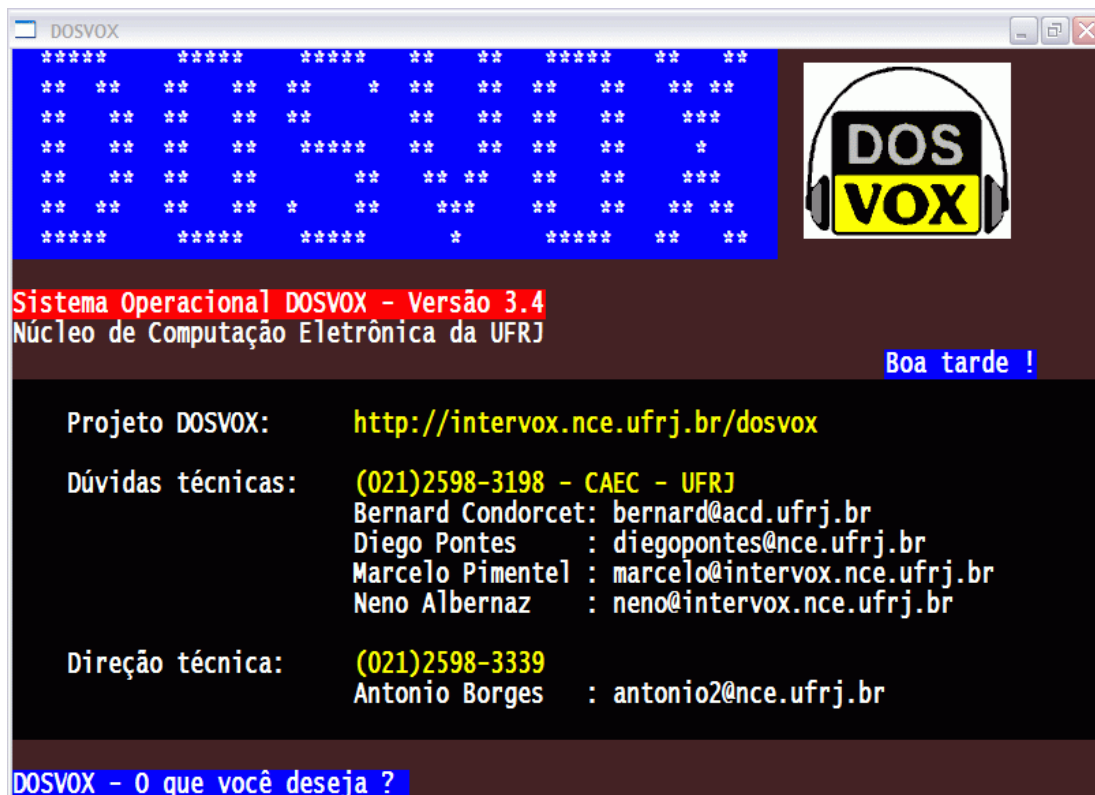 DOSVOX
DOSVOX
DOS
VOX
Sistema Operacional DOSVOX - Versão 3.4
Núcleo de Computação Eletrônica da UFRJ
Boa tarde !
Projeto DOSVOX: http://intervox.nce.ufrj.br/dosvox
Dúvidas técnicas: (021)2598-3198 - CAEC - UFRJ
Bernard Condorcet: bernard@acd.ufrj.br
Diego Pontes : diegopontes@nce.ufrj.br
Marcelo Pimentel : marcelo@intervox.nce.ufrj.br
Neno Albernaz : neno@intervox.nce.ufrj.br
Direção técnica: (021)2598-3339
Antonio Borges : antonio2@nce.ufrj.br
DOSVOX - O que você deseja ?